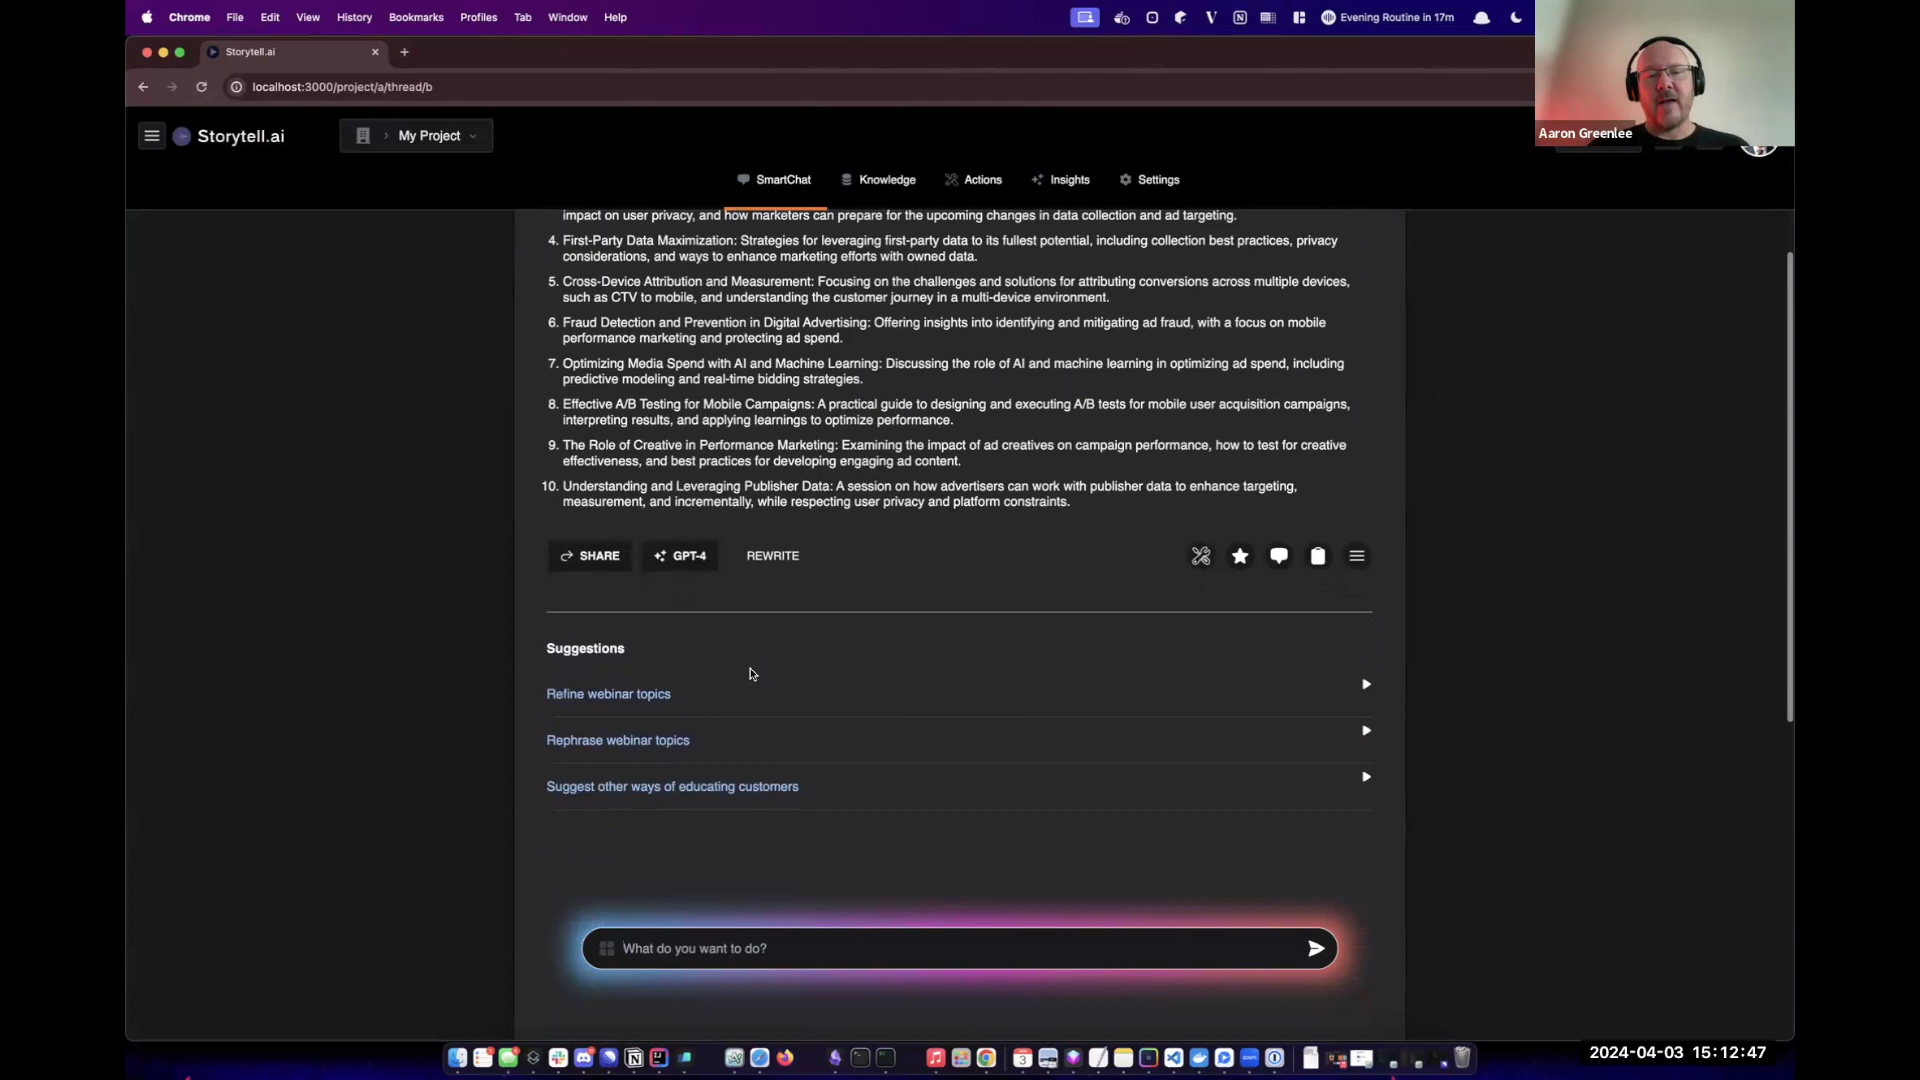 Chrome File Edit View History Bookmarks Profiles Tab Window Help
Evening Routine in 17m
Storytell.ai
localhost:3000/project/a/thread/b
Aaron Greenlee
Storytell.ai
My Project
SmartChat Knowledge Actions Insights Settings
impact on user privacy, and how marketers can prepare for the upcoming changes in data collection and ad targeting.
4. First-Party Data Maximization: Strategies for leveraging first-party data to its fullest potential, including collection best practices, privacy
considerations, and ways to enhance marketing efforts with owned data.
5. Cross-Device Attribution and Measurement: Focusing on the challenges and solutions for attributing conversions across multiple devices,
such as CTV to mobile, and understanding the customer journey in a multi-device environment.
6. Fraud Detection and Prevention in Digital Advertising: Offering insights into identifying and mitigating ad fraud, with a focus on mobile
performance marketing and protecting ad spend.
7. Optimizing Media Spend with AI and Machine Learning: Discussing the role of AI and machine learning in optimizing ad spend, including
predictive modeling and real-time bidding strategies.
8. Effective A/B Testing for Mobile Campaigns: A practical guide to designing and executing A/B tests for mobile user acquisition campaigns,
interpreting results, and applying learnings to optimize performance.
9. The Role of Creative in Performance Marketing: Examining the impact of ad creatives on campaign performance, how to test for creative
effectiveness, and best practices for developing engaging ad content.
10. Understanding and Leveraging Publisher Data: A session on how advertisers can work with publisher data to enhance targeting,
measurement, and incrementally, while respecting user privacy and platform constraints.
SHARE GPT-4 REWRITE
Suggestions
Refine webinar topics
Rephrase webinar topics
Suggest other ways of educating customers
What do you want to do?
2024-04-03 15:12:47